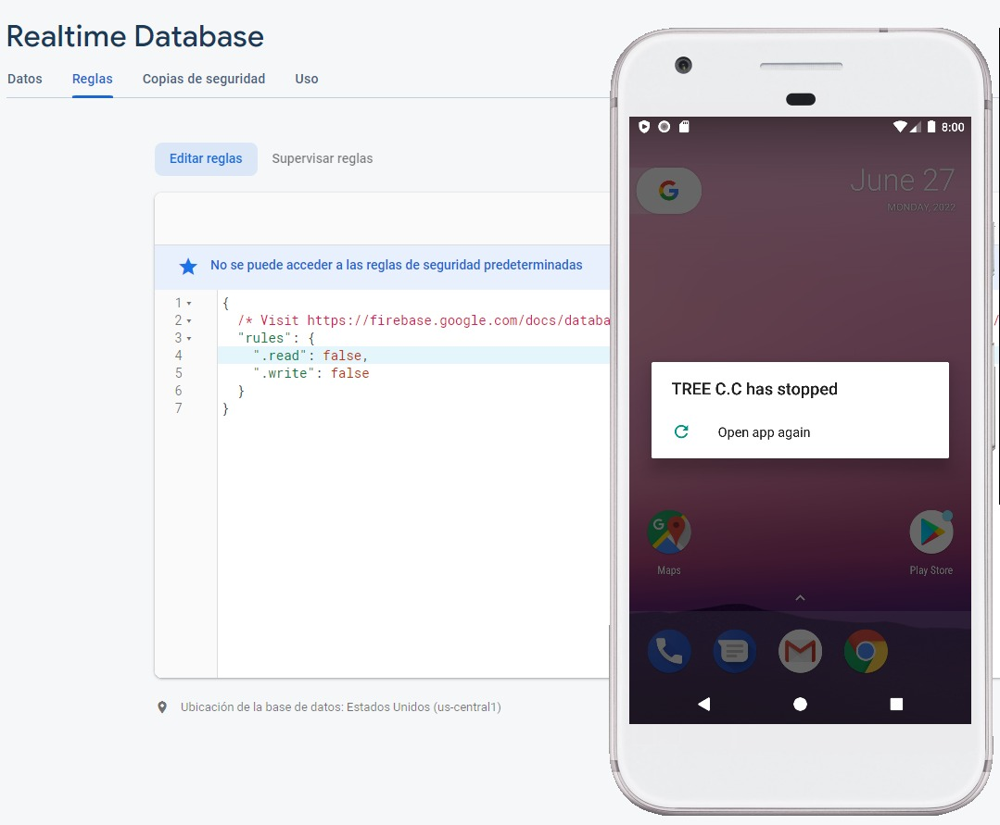 Realtime Database
Datos
Reglas
Copias de seguridad
Uso
Editar reglas
Supervisar reglas
No se puede acceder a las reglas de seguridad predeterminadas
1
{
2
/* Visit https://firebase.google.com/docs/databa
3
"rules": {
4
".read": false,
5
".write": false
6
}
7
}
Ubicación de la base de datos: Estados Unidos (us-central1)
8:00
G
June 27
MONDAY, 2022
TREE C.C has stopped
Open app again
G
Maps
Play Store